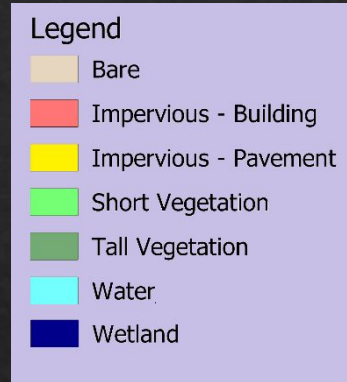 Legend
Bare
Impervious - Building
Impervious - Pavement
Short Vegetation
Tall Vegetation
Water
Wetland